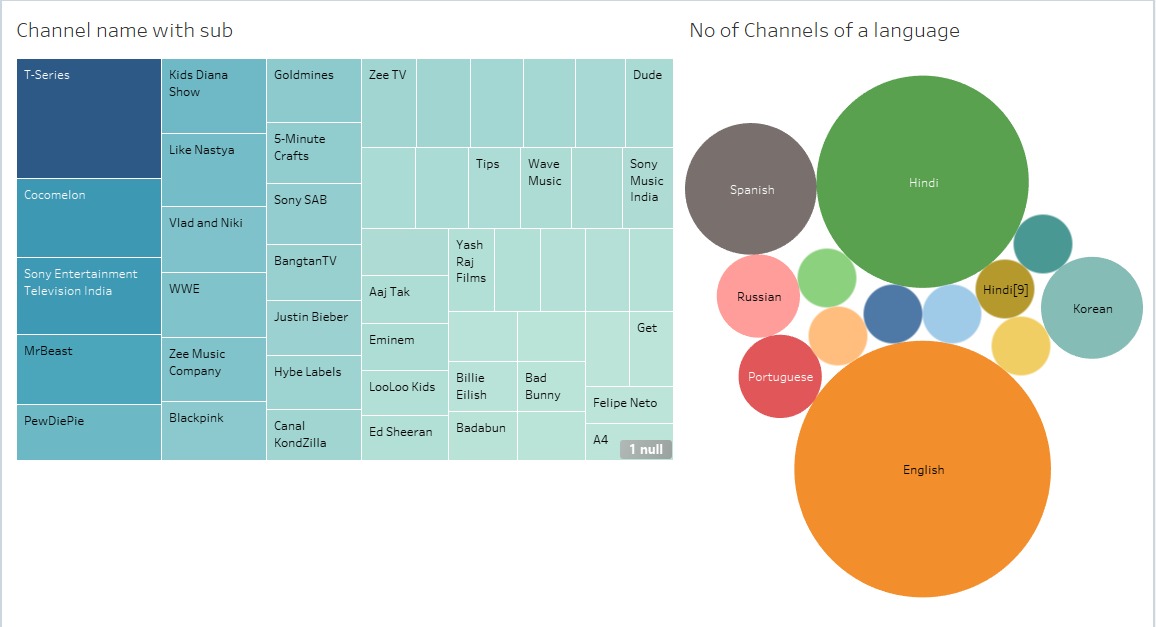 Channel name with sub
No of Channels of a language
T-Series
Cocomelon
Sony Entertainment
Television India
MrBeast
PewDiePie
Kids Diana
Show
Like Nastya
Vlad and Niki
WWE
Zee Music
Company
Blackpink
Goldmines
5-Minute
Crafts
Sony SAB
BangtanTV
Justin Bieber
Hybe Labels
Canal
KondZilla
Zee TV
Dude
Tips
Wave
Music
Sony
Music
India
Aaj Tak
Eminem
LooLoo Kids
Ed Sheeran
Yash
Raj
Films
Billie
Eilish
Badabun
Bad
Bunny
Get
Felipe Neto
A4
1 null
Spanish
Hindi
Russian
Hindi[9]
Korean
Portuguese
English